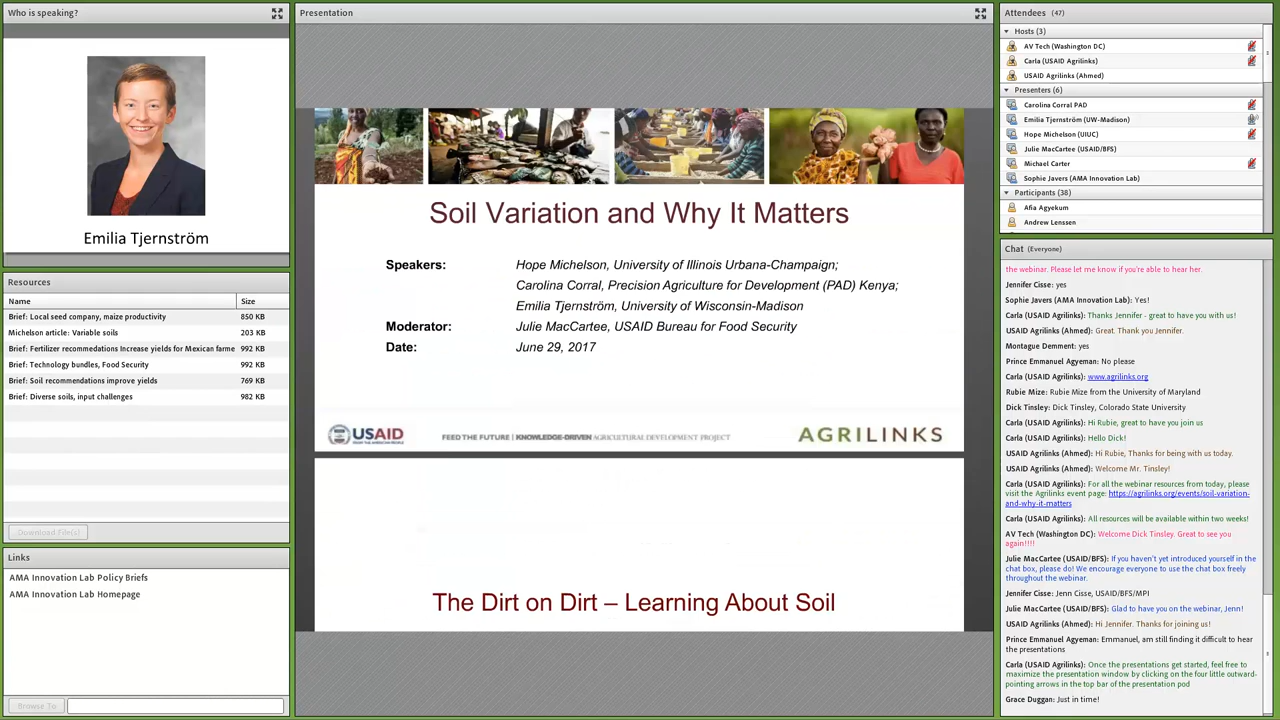 Who is speaking?
Emilia Tjernström
Resources
Name Size
Brief: Local seed company, maize productivity 850 KB
Michelson article: Variable soils 203 KB
Brief: Fertilizer recommendations Increase yields for Mexican farme 992 KB
Brief: Technology bundles, Food Security 992 KB
Brief: Soil recommendations improve yields 769 KB
Brief: Diverse soils, input challenges 982 KB
Download File(s)
Links
AMA Innovation Lab Policy Briefs
AMA Innovation Lab Homepage
Browse To
Presentation
Soil Variation and Why It Matters
Speakers: Hope Michelson, University of Illinois Urbana-Champaign;
Carolina Corral, Precision Agriculture for Development (PAD) Kenya;
Emilia Tjernström, University of Wisconsin-Madison
Moderator: Julie MacCartee, USAID Bureau for Food Security
Date: June 29, 2017
USAID
FROM THE AMERICAN PEOPLE
FEED THE FUTURE | KNOWLEDGE-DRIVEN AGRICULTURAL DEVELOPMENT PROJECT
AGRILINKS
The Dirt on Dirt – Learning About Soil
Attendees (47)
Hosts (3)
AV Tech (Washington DC)
Carla (USAID Agrilinks)
USAID Agrilinks (Ahmed)
Presenters (6)
Carolina Corral PAD
Emilia Tjernström (UW-Madison)
Hope Michelson (UIUC)
Julie MacCartee (USAID/BFS)
Michael Carter
Sophie Javers (AMA Innovation Lab)
Participants (38)
Afia Agyekum
Andrew Lenssen
Chat (Everyone)
the webinar. Please let me know if you're able to hear her.
Jennifer Cisse: yes
Sophie Javers (AMA Innovation Lab): Yes!
Carla (USAID Agrilinks): Thanks Jennifer - great to have you with us!
USAID Agrilinks (Ahmed): Great. Thank you Jennifer.
Montague Demment: yes
Prince Emmanuel Agyeman: No please
Carla (USAID Agrilinks): www.agrilinks.org
Rubie Mize: Rubie Mize from the University of Maryland
Dick Tinsley: Dick Tinsley, Colorado State University
Carla (USAID Agrilinks): Hi Rubie, great to have you join us
Carla (USAID Agrilinks): Hello Dick!
USAID Agrilinks (Ahmed): Hi Rubie, Thanks for being with us today.
USAID Agrilinks (Ahmed): Welcome Mr. Tinsley!
Carla (USAID Agrilinks): For all the webinar resources from today, please
visit the Agrilinks event page: https://agrilinks.org/events/soil-variation-
and-why-it-matters
Carla (USAID Agrilinks): All resources will be available within two weeks!
AV Tech (Washington DC): Welcome Dick Tinsley. Great to see you
again!!!!
Julie MacCartee (USAID/BFS): If you haven't yet introduced yourself in the
chat box, please do! We encourage everyone to use the chat box freely
throughout the webinar.
Jennifer Cisse: Jenn Cisse, USAID/BFS/MPI
Julie MacCartee (USAID/BFS): Glad to have you on the webinar, Jenn!
USAID Agrilinks (Ahmed): Hi Jennifer. Thanks for joining us!
Prince Emmanuel Agyeman: Emmanuel, am still finding it difficult to hear
the presentations
Carla (USAID Agrilinks): Once the presentations get started, feel free to
maximize the presentation window by clicking on the four little outward-
pointing arrows in the top bar of the presentation pod
Grace Duggan: Just in time!